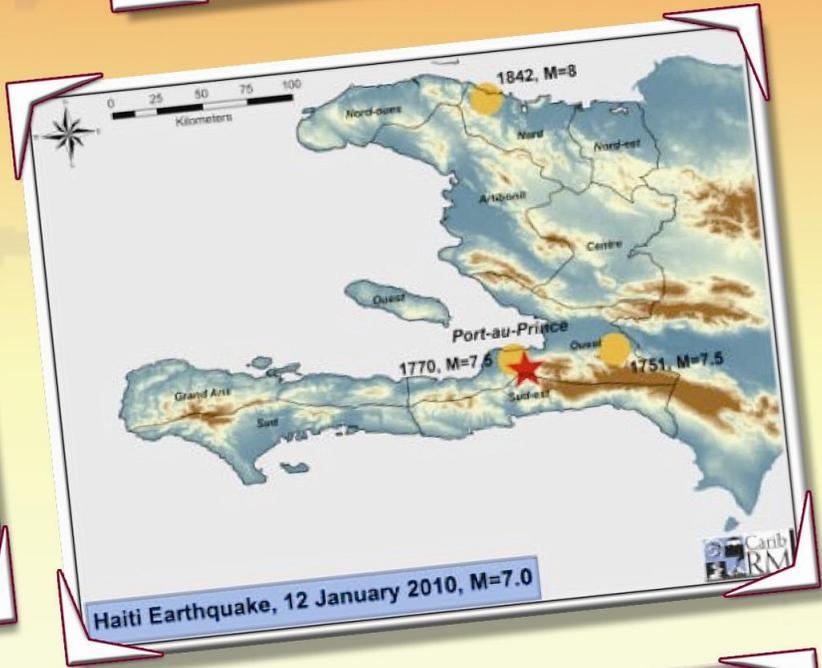 1842, M=8
0 25 50 75 100
Kilometers
Nord-oues
Nord
Nord-est
Artibonit
Centre
Ouest
Port-au-Prince
Ouest
1770, M=7.5
1751, M=7.5
Grand Ans
Sud-est
Sud
Carib
RM
Haiti Earthquake, 12 January 2010, M=7.0